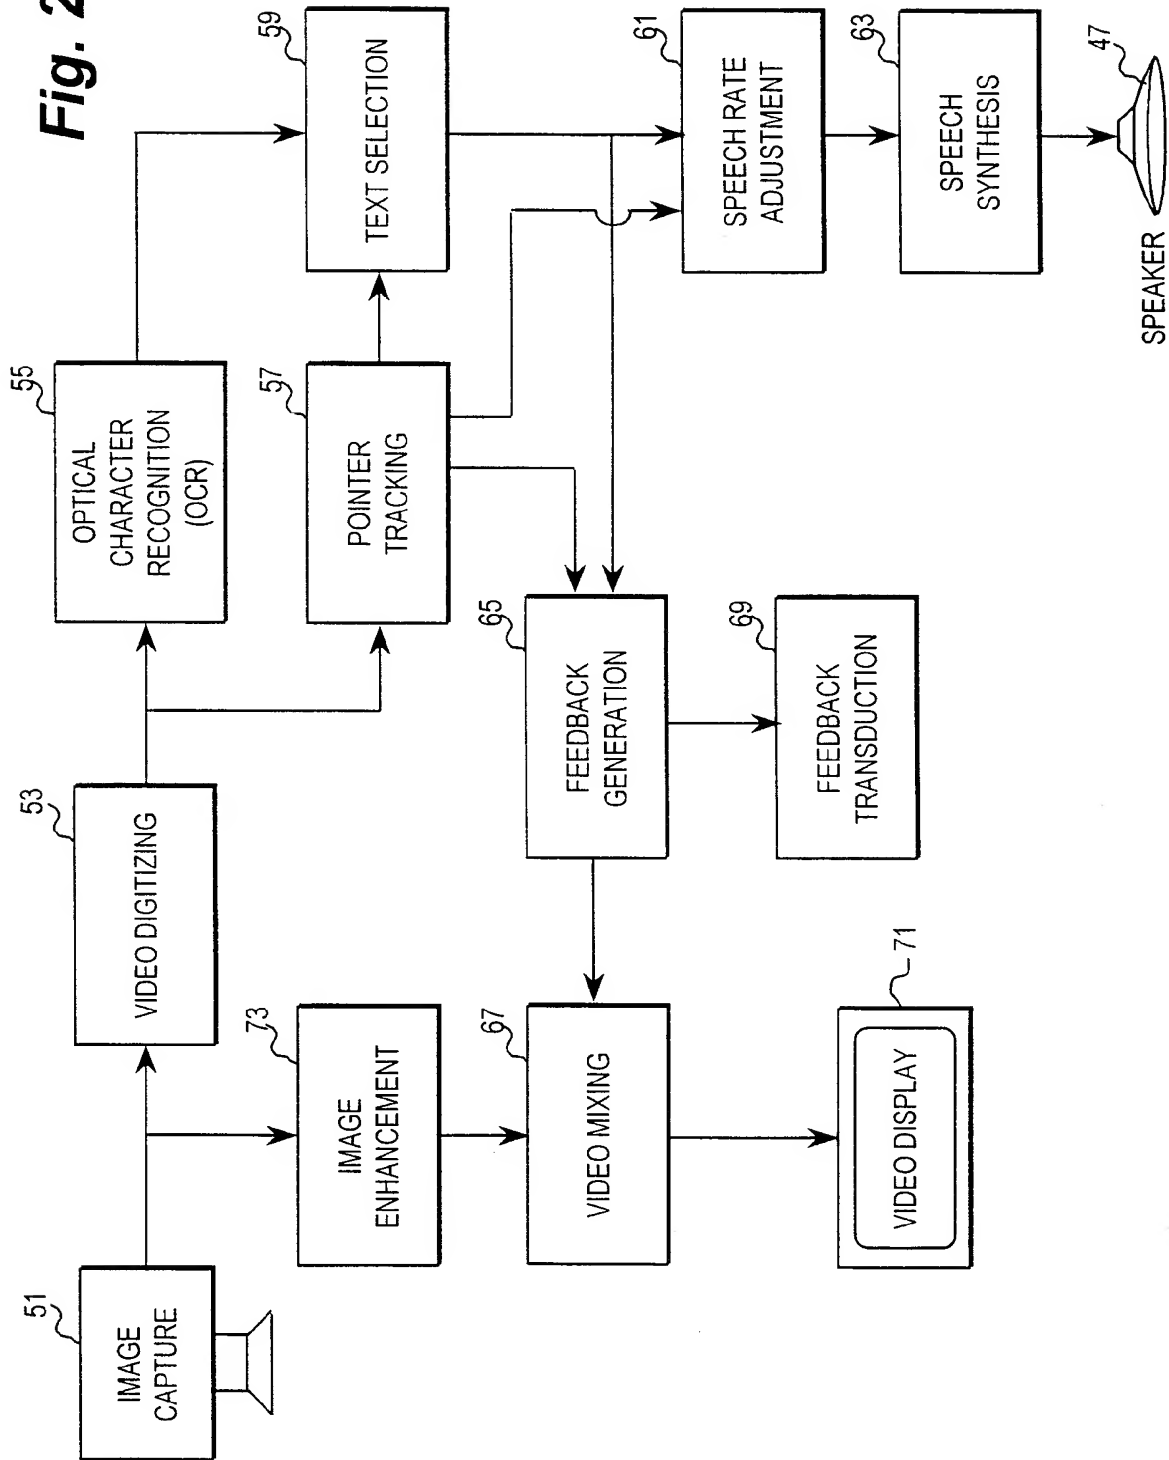 Fig. 2
51
IMAGE
CAPTURE
53
VIDEO DIGITIZING
55
OPTICAL
CHARACTER
RECOGNITION
(OCR)
59
TEXT SELECTION
73
IMAGE
ENHANCEMENT
57
POINTER
TRACKING
61
SPEECH RATE
ADJUSTMENT
67
VIDEO MIXING
65
FEEDBACK
GENERATION
63
SPEECH
SYNTHESIS
71
VIDEO DISPLAY
69
FEEDBACK
TRANSDUCTION
47
SPEAKER